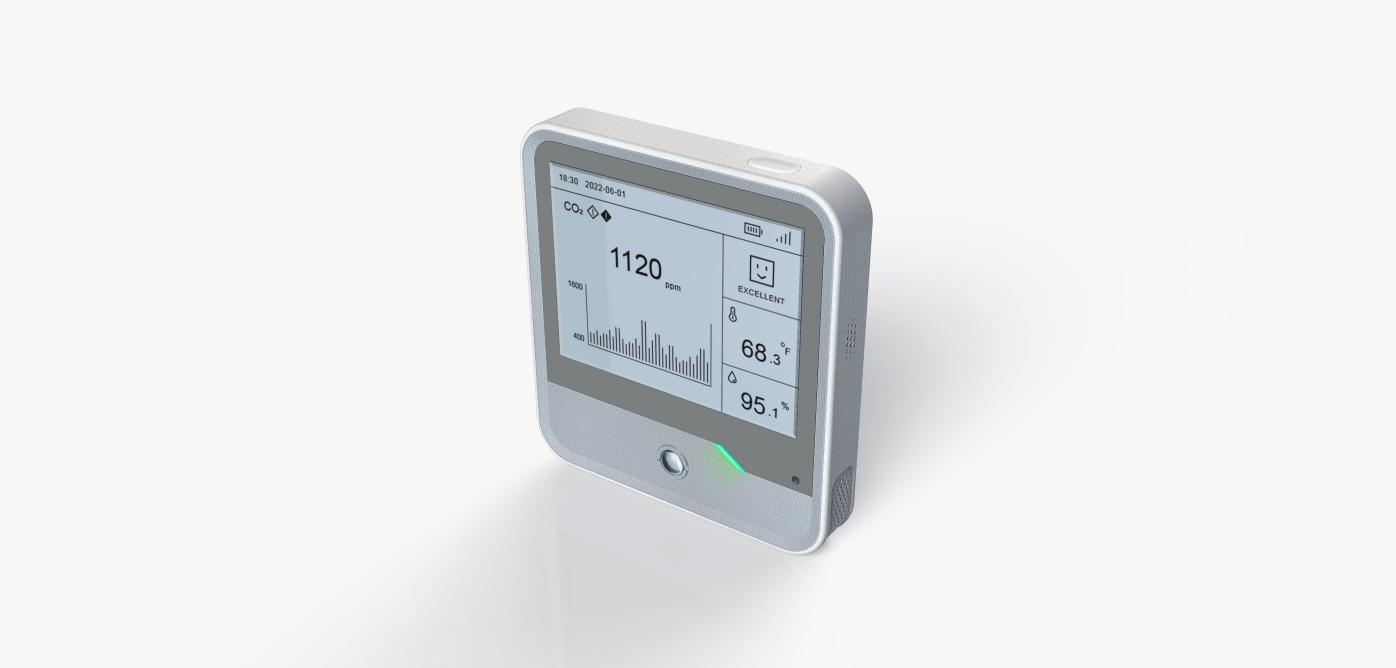 18:30 2022-06-01
CO₂
1120 ppm
1600
400
EXCELLENT
68.3 °F
95.1 %